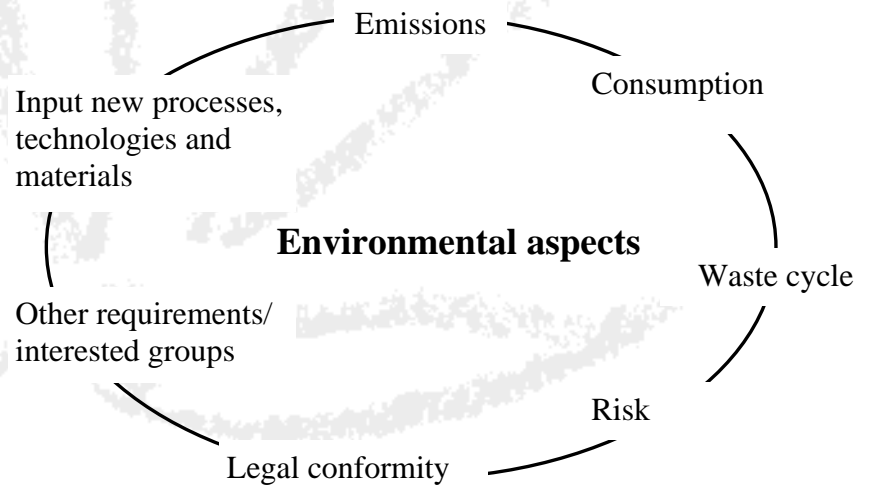 Emissions
Consumption
Input new processes,
technologies and
materials
Environmental aspects
Waste cycle
Other requirements/
interested groups
Risk
Legal conformity